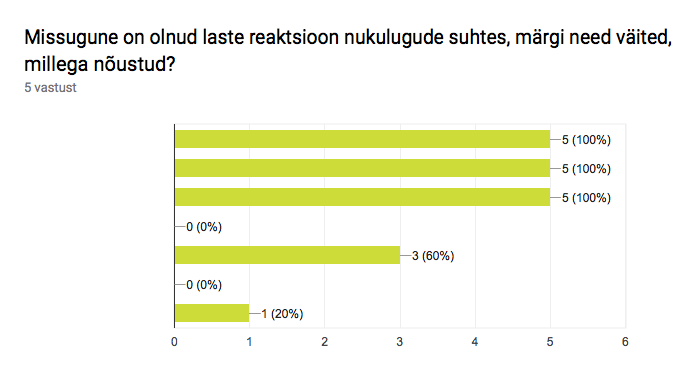 Missugune on olnud laste reaktsioon nukulugude suhtes, märgi need väited,
millega nõustud?
5 vastust
5 (100%)
5 (100%)
5 (100%)
0 (0%)
3 (60%)
0 (0%)
1 (20%)
0 1 2 3 4 5 6